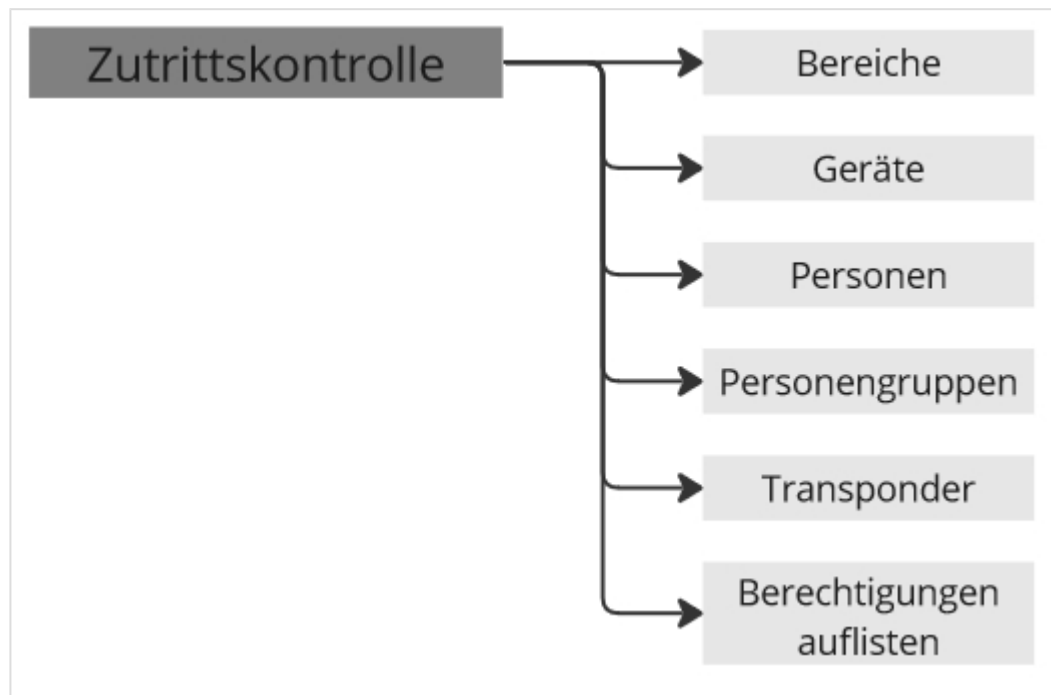 Zutrittskontrolle
Bereiche
Geräte
Personen
Personengruppen
Transponder
Berechtigungen
auflisten